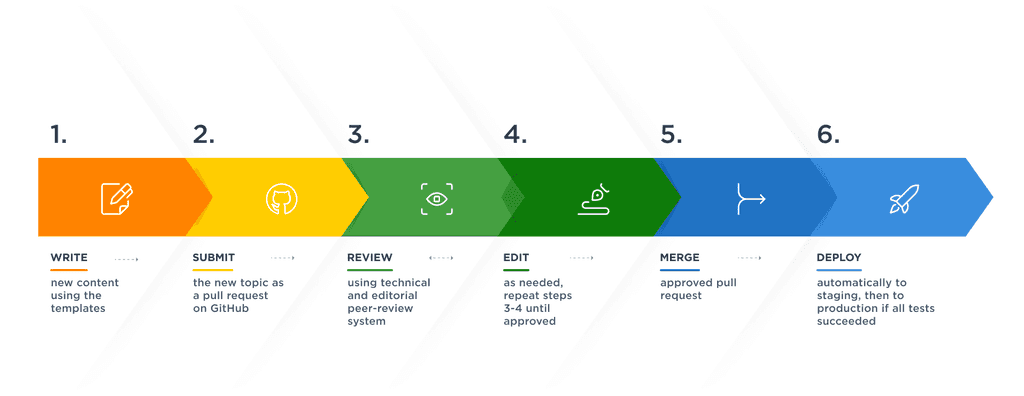 1.
2.
3.
4.
5.
6.
WRITE
new content
using the
templates
SUBMIT
the new topic as
a pull request
on GitHub
REVIEW
using technical
and editorial
peer-review
system
EDIT
as needed,
repeat steps
3-4 until
approved
MERGE
approved pull
request
DEPLOY
automatically to
staging, then to
production if all tests
succeeded